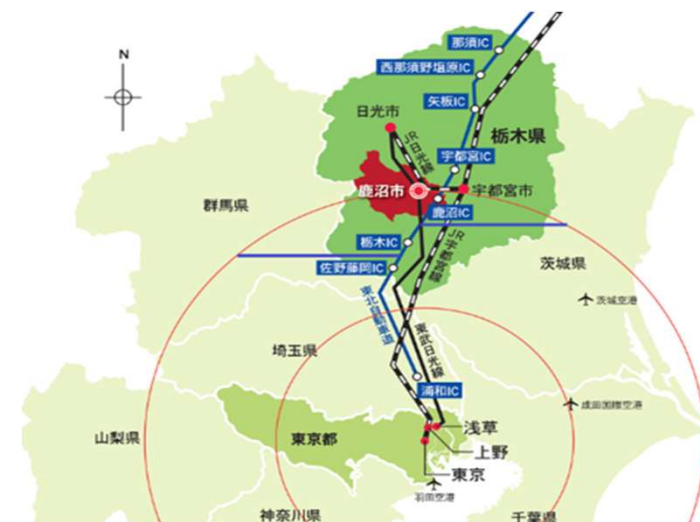 那須IC
西那須野塩原IC
N
矢板IC
日光市
栃木県
JR日光線
宇都宮IC
鹿沼市
宇都宮市
群馬県
鹿沼IC
栃木IC
JR宇都宮線
佐野藤岡IC
茨城県
東北自動車道
茨城空港
埼玉県
東武日光線
浦和IC
成田国際空港
山梨県
東京都
浅草
上野
東京
羽田空港
神奈川県
千葉県